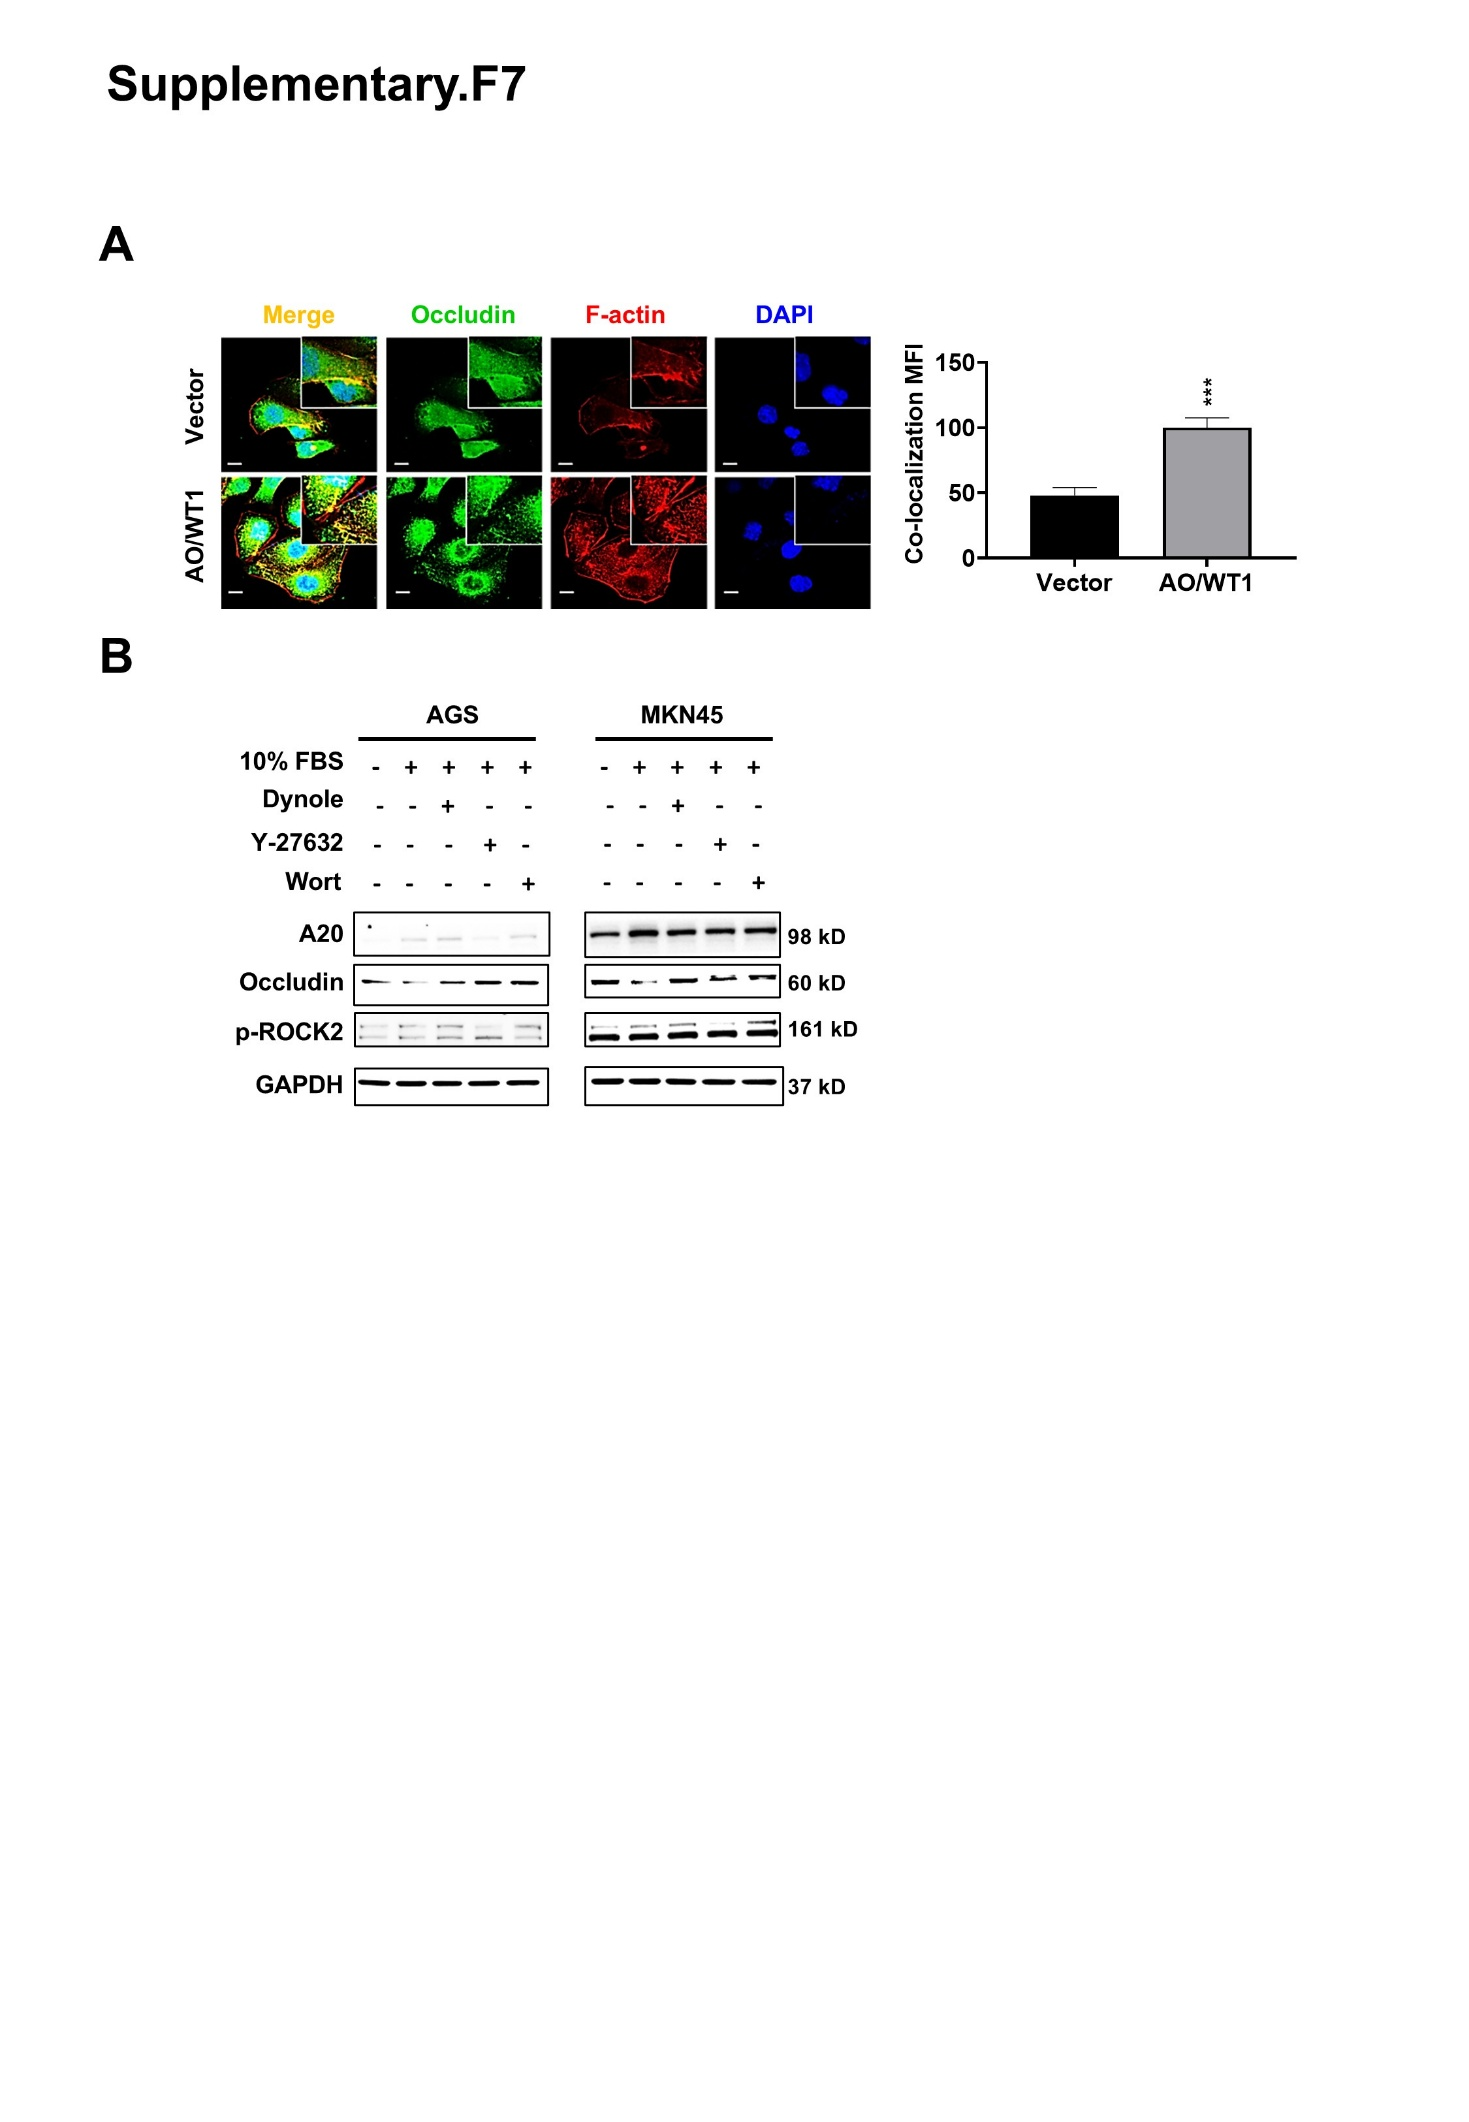 Supplementary.F7
A
Merge Occludin F-actin DAPI
Vector
AO/WT1
Co-localization MFI
150
100
50
0
***
Vector AO/WT1
B
AGS MKN45
10% FBS - + + + + - + + + +
Dynole - - + - - - - + - -
Y-27632 - - - + - - - - + -
Wort - - - - + - - - - +
A20 98 kD
Occludin 60 kD
p-ROCK2 161 kD
GAPDH 37 kD